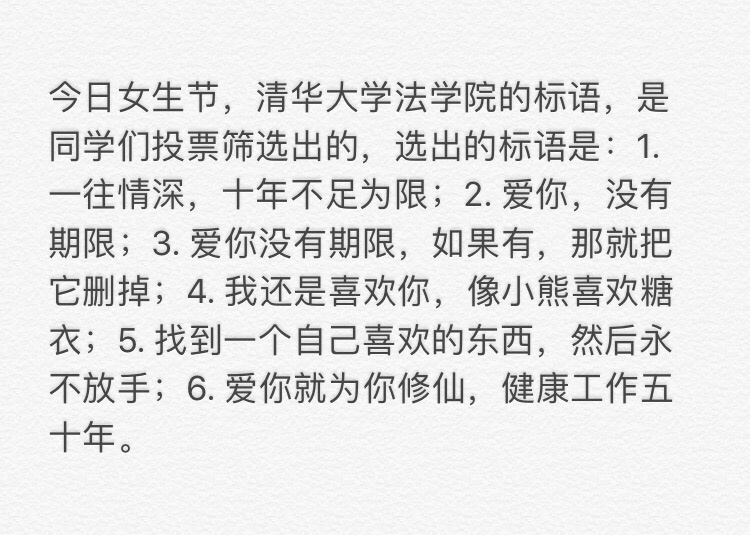 今日女生节，清华大学法学院的标语，是
同学们投票筛选出的，选出的标语是：1.
一往情深，十年不足为限；2. 爱你，没有
期限；3. 爱你没有期限，如果有，那就把
它删掉；4. 我还是喜欢你，像小熊喜欢糖
衣；5. 找到一个自己喜欢的东西，然后永
不放手；6. 爱你就为你修仙，健康工作五
十年。